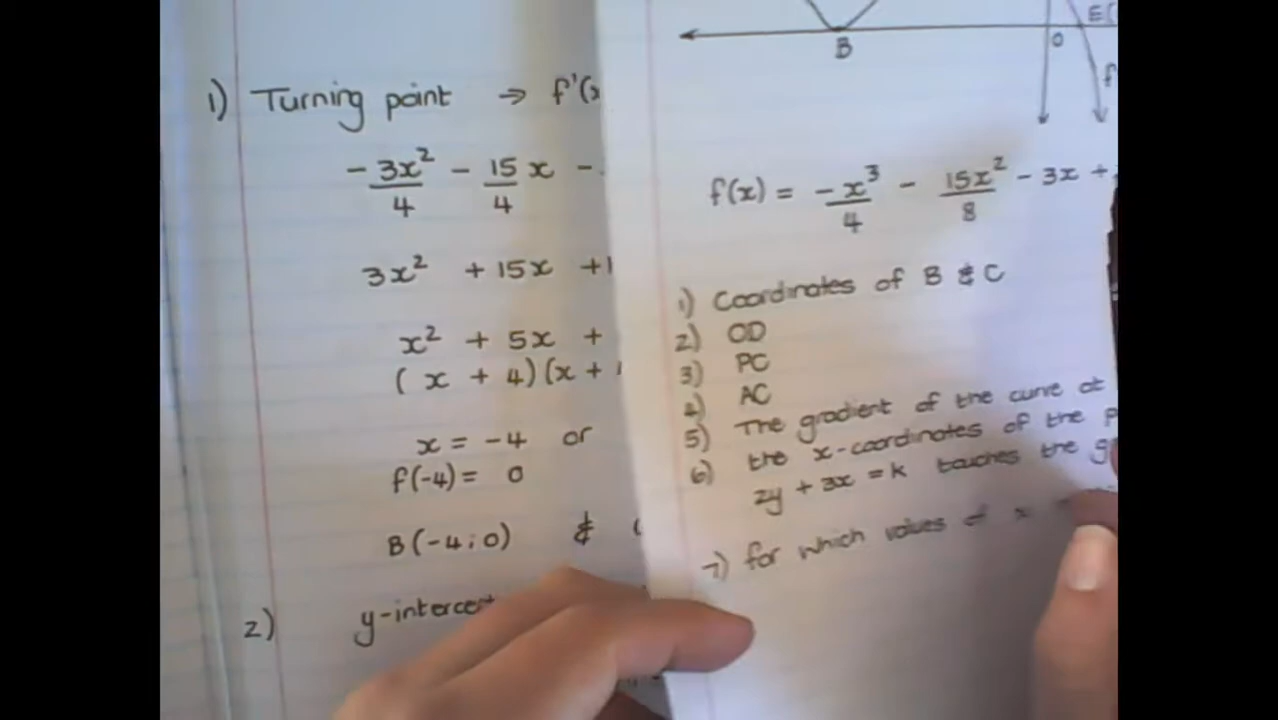 1) Turning point → f'(x
- 3x² / 4 - 15 / 4 x -
3x² + 15x + 1
x² + 5x +
(x + 4)(x + 1
x = -4 or
f(-4) = 0
B(-4;0) & (
2) y-intercept
B
O
E(
f
f(x) = -x³ / 4 - 15x² / 8 - 3x +
1) Coordinates of B & C
2) OD
3) PC
4) AC
5) The gradient of the curve at
6) the x-coordinates of the p
2y + 3x = k touches the g
7) for which values of x